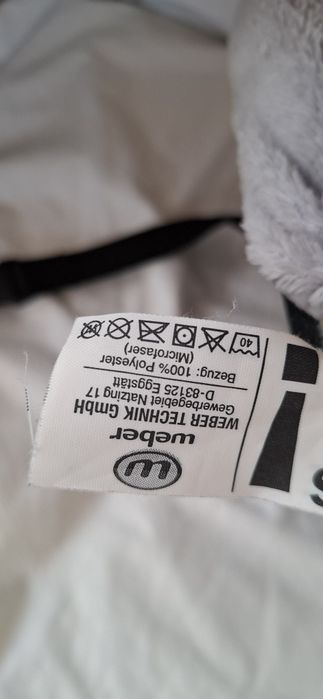 w
weber
WEBER TECHNIK GmbH
Gewerbegebiet Natzing 17
D-83125 Eggstätt
Bezug: 100% Polyester
(Microfaser)
40
!
S